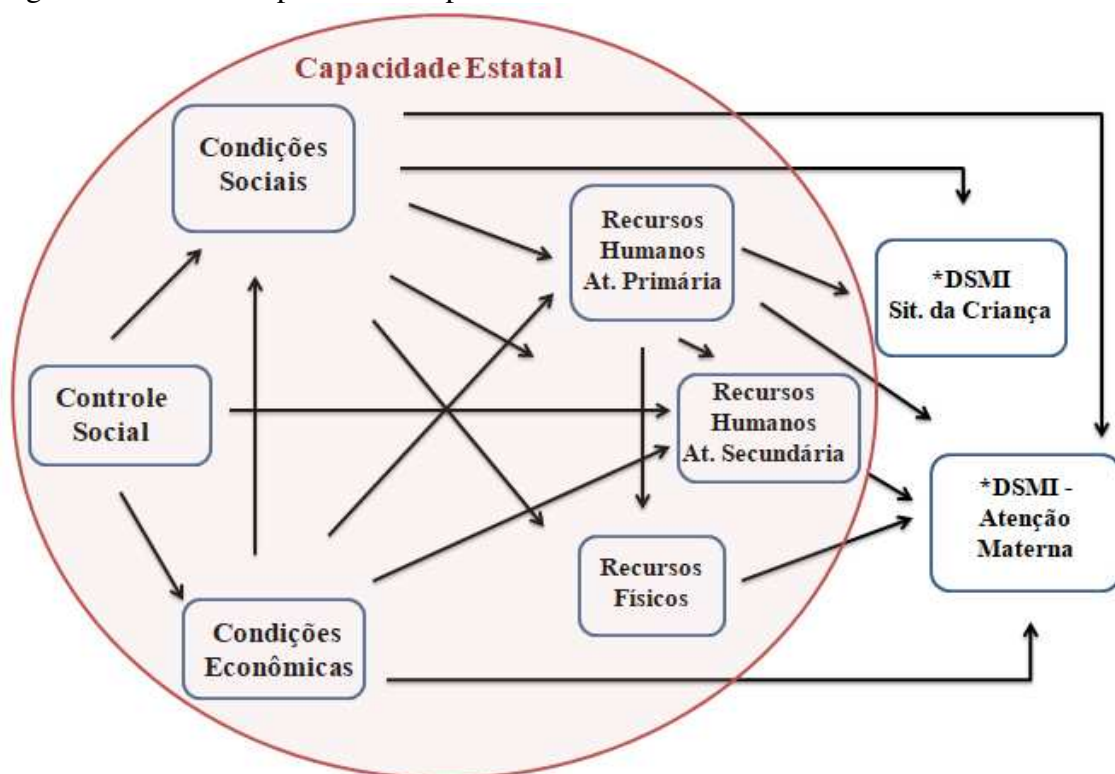 Capacidade Estatal
Condições
Sociais
Recursos
Humanos
At. Primária
*DSMI
Sit. da Criança
Controle
Social
Recursos
Humanos
At. Secundária
*DSMI -
Atenção
Materna
Recursos
Físicos
Condições
Econômicas